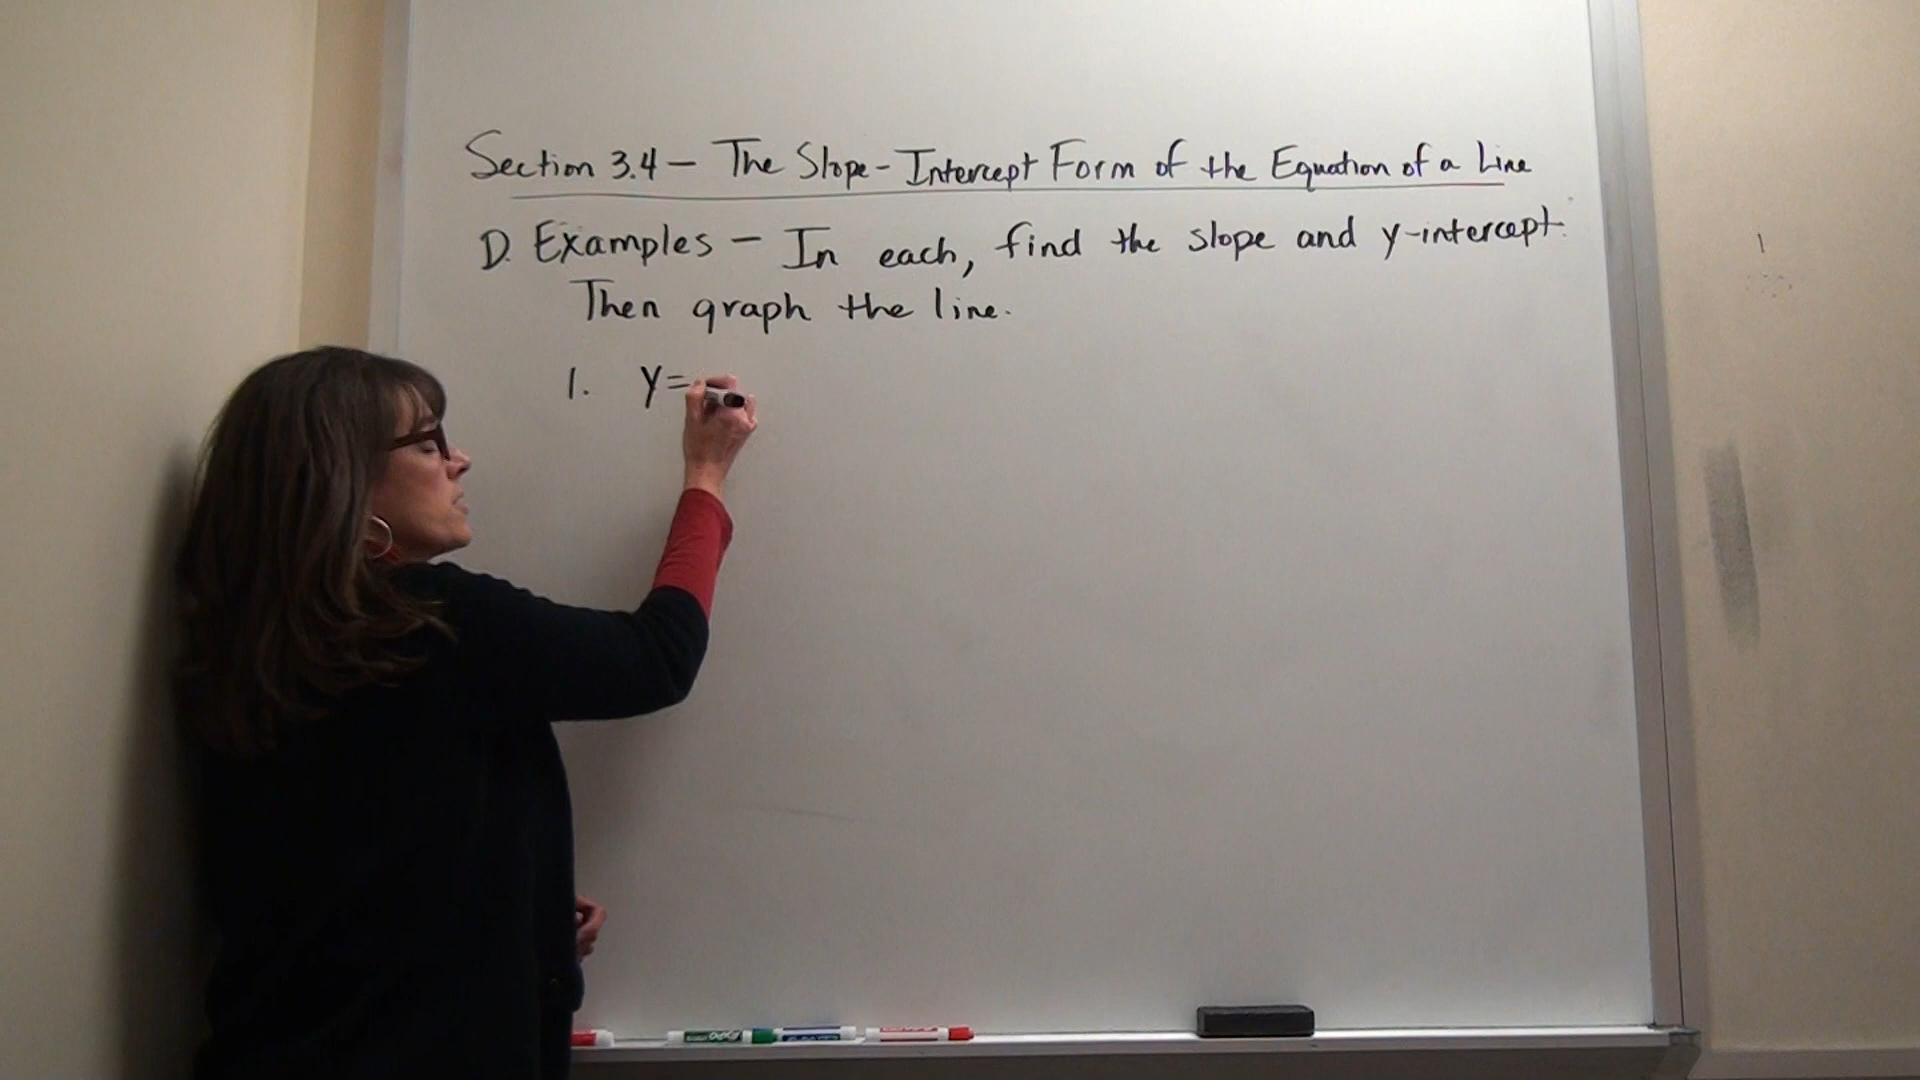 Section 3.4 – The Slope-Intercept Form of the Equation of a Line
D. Examples – In each, find the slope and y-intercept.
Then graph the line.
1. y=
EXPO